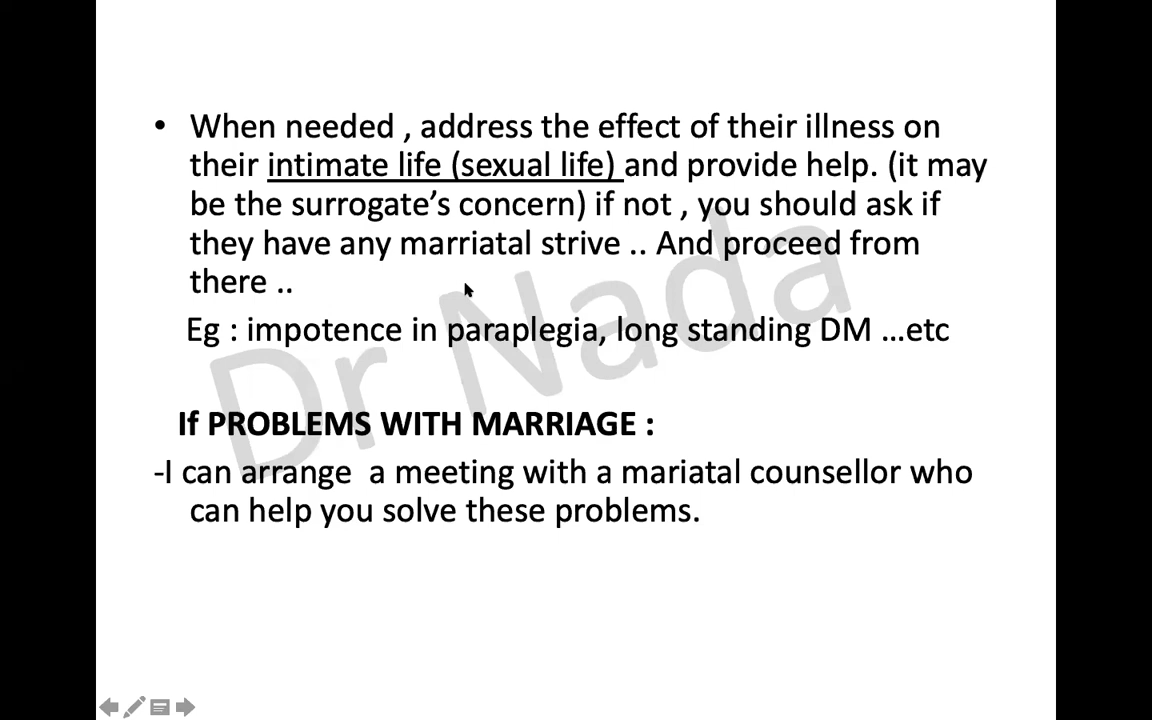 • When needed , address the effect of their illness on
their intimate life (sexual life) and provide help. (it may
be the surrogate’s concern) if not , you should ask if
they have any marriatal strive .. And proceed from
there ..
Eg : impotence in paraplegia, long standing DM …etc
If PROBLEMS WITH MARRIAGE :
-I can arrange  a meeting with a mariatal counsellor who
can help you solve these problems.
Dr Nada